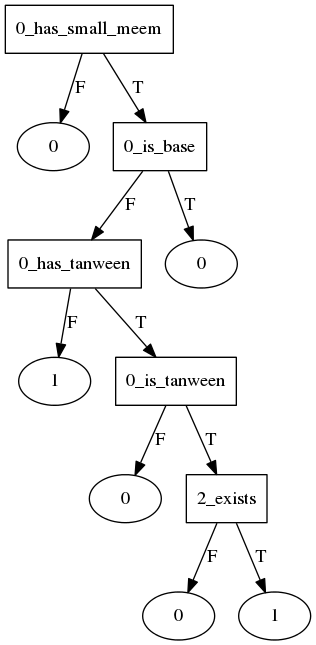 0_has_small_meem
F T
0 0_is_base
F T
0_has_tanween 0
F T
1 0_is_tanween
F T
0 2_exists
F T
0 1